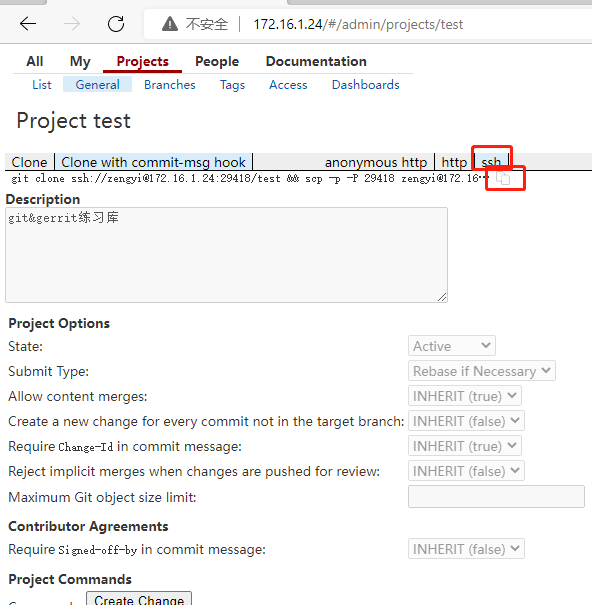 不安全 172.16.1.24/#/admin/projects/test
All My Projects People Documentation
List General Branches Tags Access Dashboards
Project test
Clone Clone with commit-msg hook anonymous http http ssh
git clone ssh://zengyi@172.16.1.24:29418/test && scp -p -P 29418 zengyi@172.16…
Description
git&gerrit练习库
Project Options
State: Active
Submit Type: Rebase if Necessary
Allow content merges: INHERIT (true)
Create a new change for every commit not in the target branch: INHERIT (false)
Require Change-Id in commit message: INHERIT (true)
Reject implicit merges when changes are pushed for review: INHERIT (false)
Maximum Git object size limit:
Contributor Agreements
Require Signed-off-by in commit message: INHERIT (false)
Project Commands
Create Change